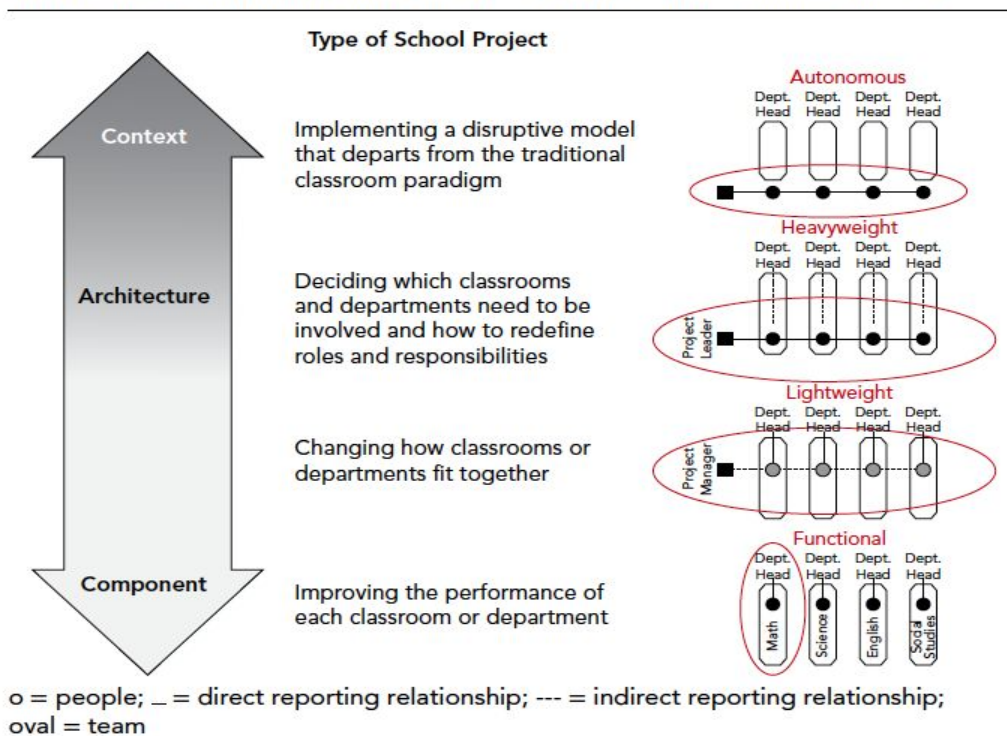 Type of School Project
Context
Implementing a disruptive model
that departs from the traditional
classroom paradigm
Autonomous
Dept. Dept. Dept. Dept.
Head Head Head Head
Architecture
Deciding which classrooms
and departments need to be
involved and how to redefine
roles and responsibilities
Heavyweight
Dept. Dept. Dept. Dept.
Head Head Head Head
Project
Leader
Changing how classrooms or
departments fit together
Lightweight
Dept. Dept. Dept. Dept.
Head Head Head Head
Project
Manager
Component
Improving the performance of
each classroom or department
Functional
Dept. Dept. Dept. Dept.
Head Head Head Head
Math
Science
English
Social
Studies
o = people; _ = direct reporting relationship; --- = indirect reporting relationship;
oval = team